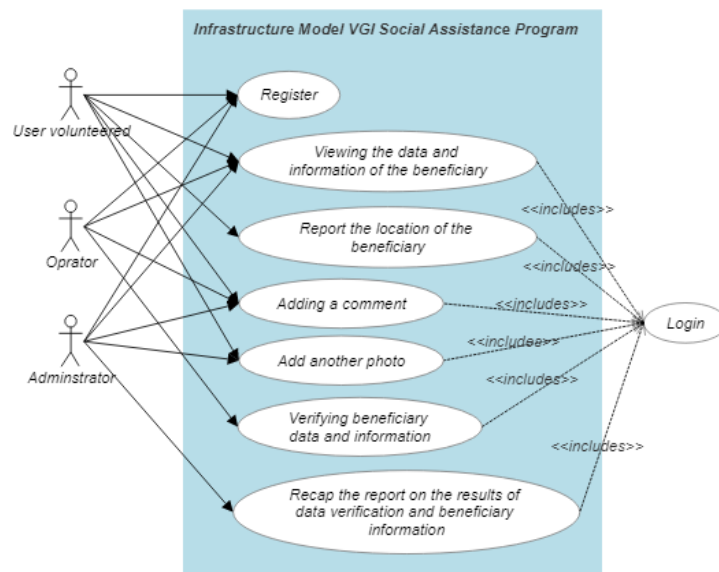 Infrastructure Model VGI Social Assistance Program
User volunteered
Register
Viewing the data and
information of the beneficiary
<<includes>>
Oprator
Report the location of the
beneficiary
<<includes>>
Adding a comment
<<includes>>
Login
Adminstrator
Add another photo
<<includes>>
<<includes>>
Verifying beneficiary
data and information
<<includes>>
Recap the report on the results of
data verification and beneficiary
information